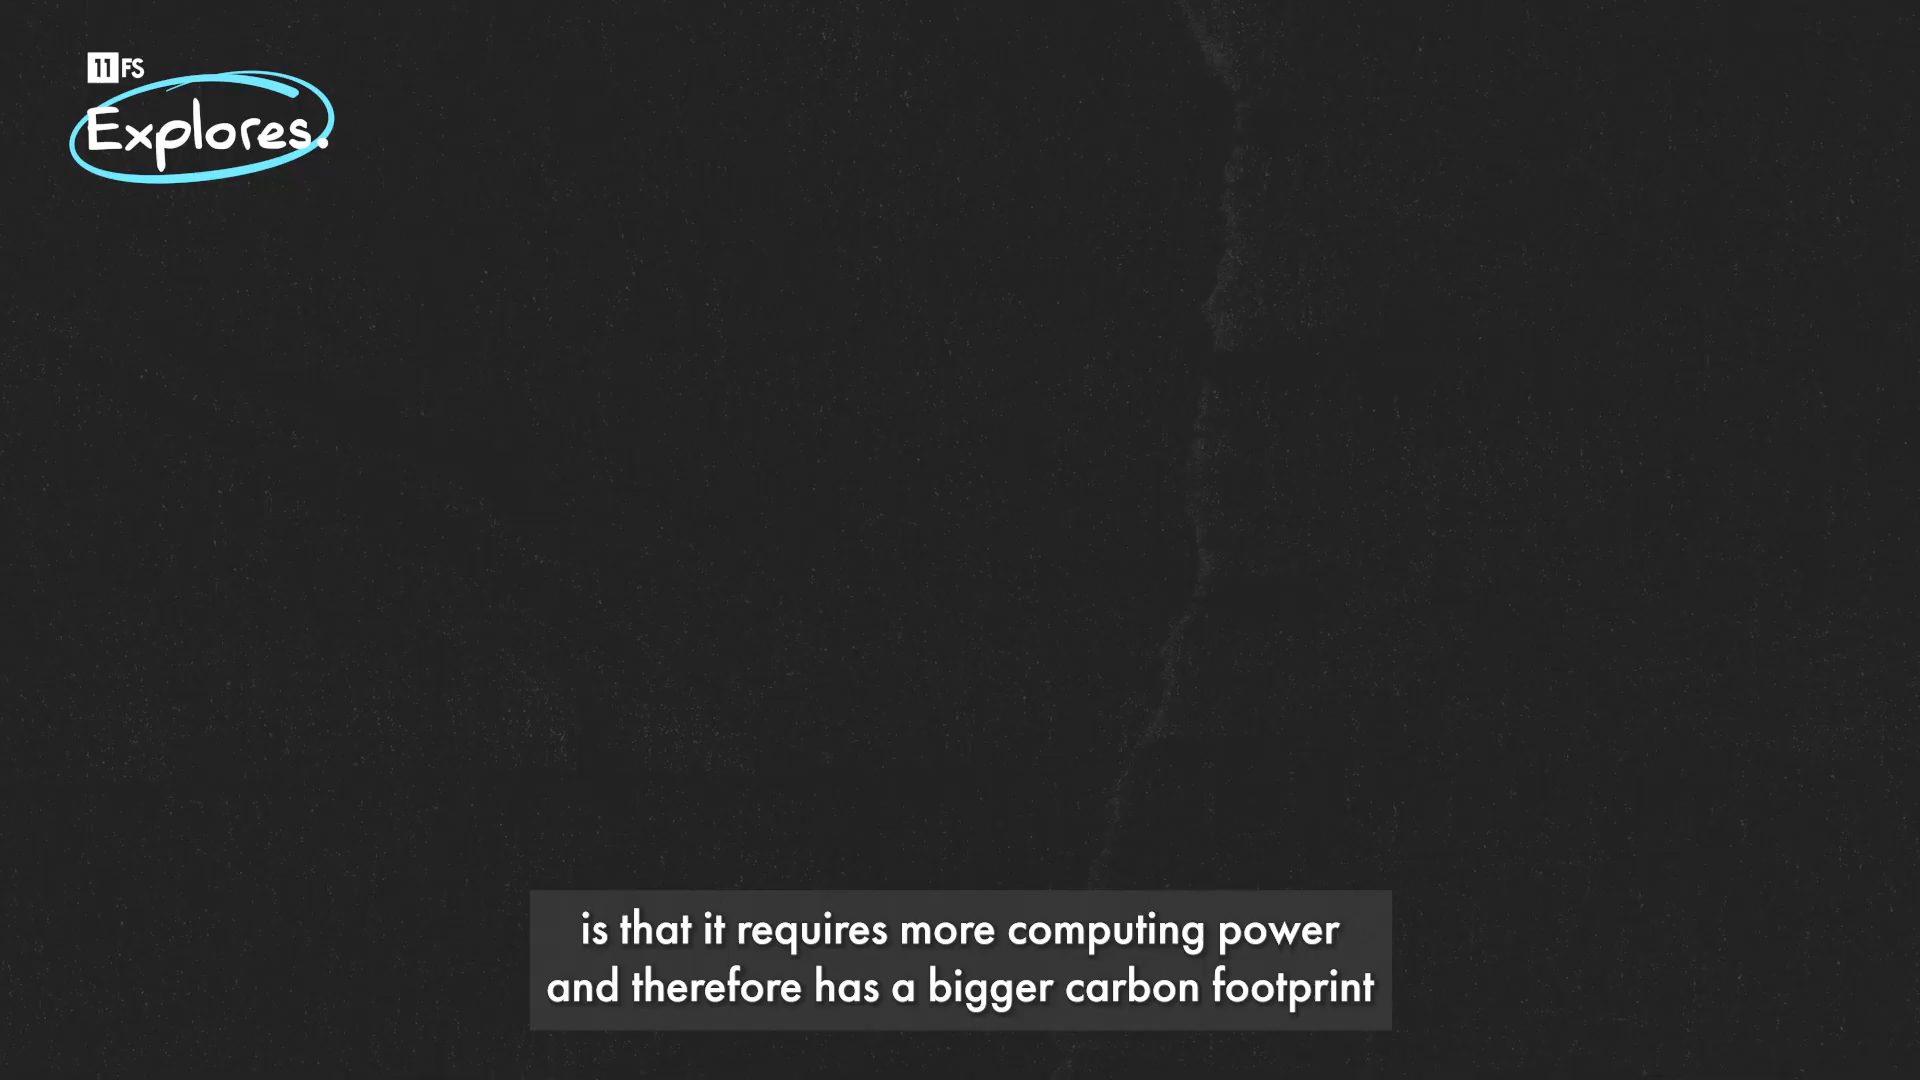 11FS
Explores.
is that it requires more computing power
and therefore has a bigger carbon footprint